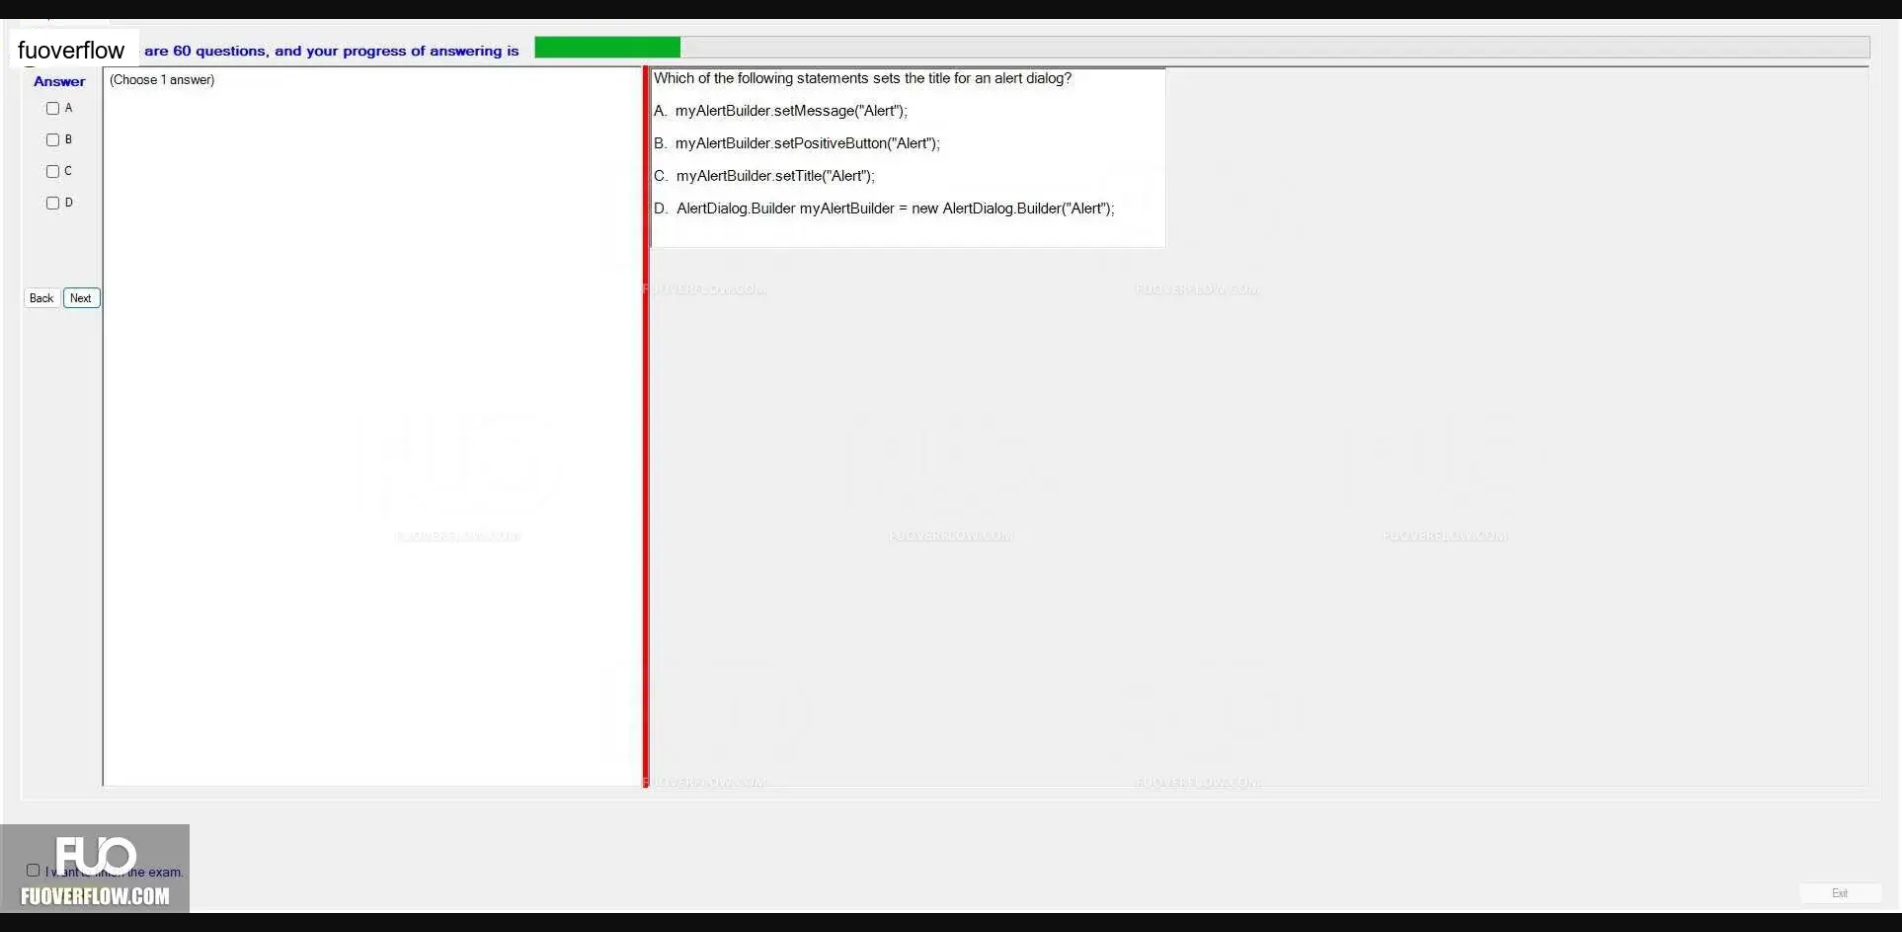 fuoverflow are 60 questions, and your progress of answering is
Answer
(Choose 1 answer)
A
B
C
D
Back Next
Which of the following statements sets the title for an alert dialog?
A. myAlertBuilder.setMessage("Alert");
B. myAlertBuilder.setPositiveButton("Alert");
C. myAlertBuilder.setTitle("Alert");
D. AlertDialog.Builder myAlertBuilder = new AlertDialog.Builder("Alert");
FUOVERFLOW.COM FUOVERFLOW.COM
FUOVERFLOW.COM FUOVERFLOW.COM FUOVERFLOW.COM
FUOVERFLOW.COM FUOVERFLOW.COM
FUO
I want to finish the exam.
FUOVERFLOW.COM
Exit